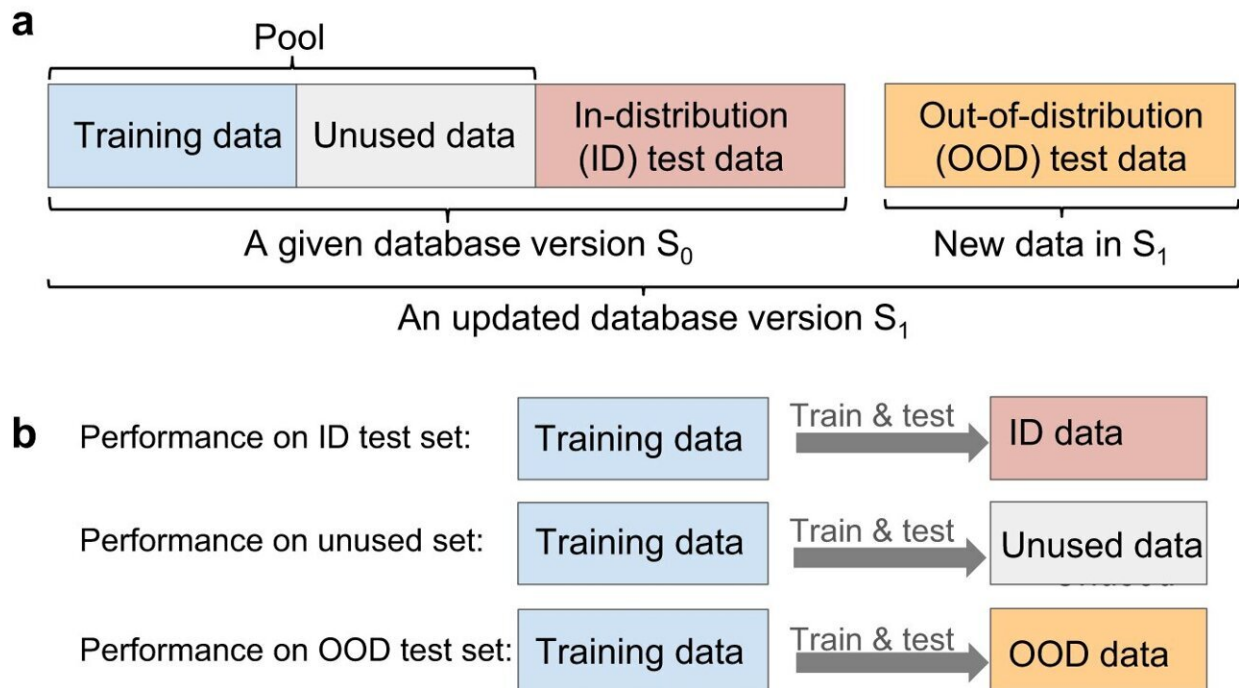 a
Pool
Training data
Unused data
In-distribution
(ID) test data
Out-of-distribution
(OOD) test data
A given database version S₀
New data in S₁
An updated database version S₁
b
Performance on ID test set:
Training data
Train & test
ID data
Performance on unused set:
Training data
Train & test
Unused data
Performance on OOD test set:
Training data
Train & test
OOD data